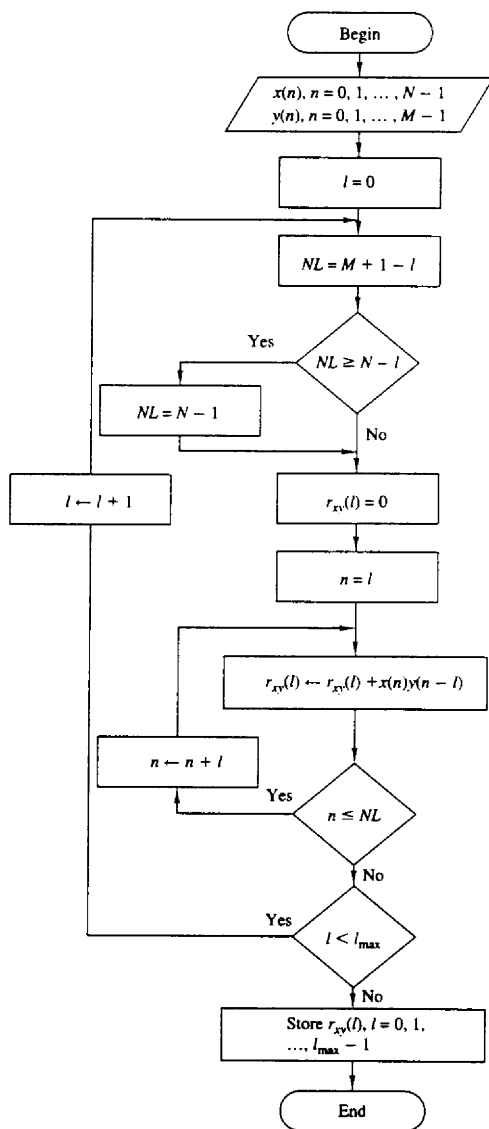 Begin
x(n), n = 0, 1, … , N − 1
y(n), n = 0, 1, … , M − 1
l = 0
NL = M + 1 − l
Yes
NL ≥ N − l
NL = N − 1
No
l ← l + 1
r_xy(l) = 0
n = l
r_xy(l) ← r_xy(l) + x(n)y(n − l)
n ← n + l
Yes
n ≤ NL
No
Yes
l < l_max
No
Store r_xy(l), l = 0, 1,
…, l_max − 1
End